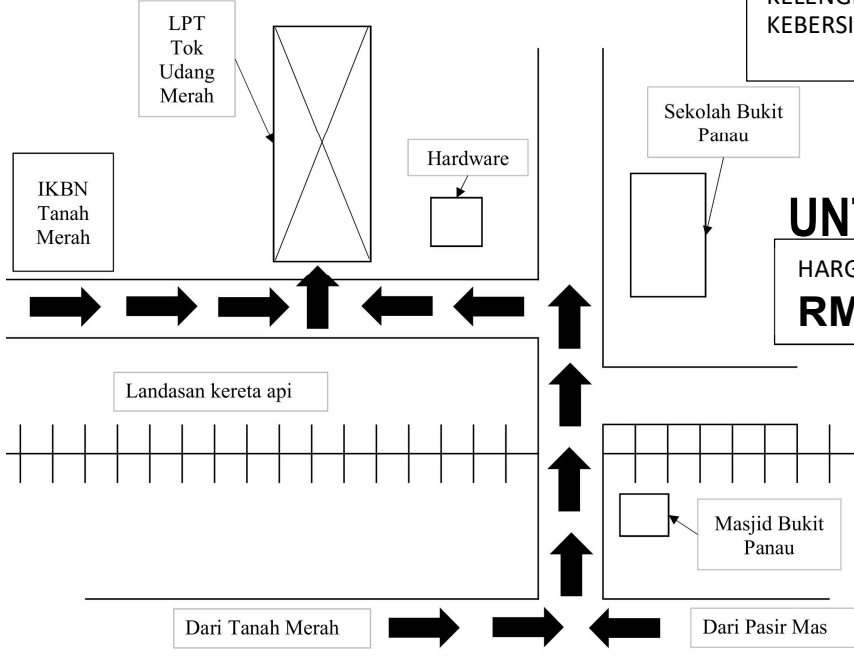 LPT
Tok
Udang
Merah
Hardware
Sekolah Bukit
Panau
IKBN
Tanah
Merah
Landasan kereta api
Masjid Bukit
Panau
Dari Tanah Merah
Dari Pasir Mas
RM